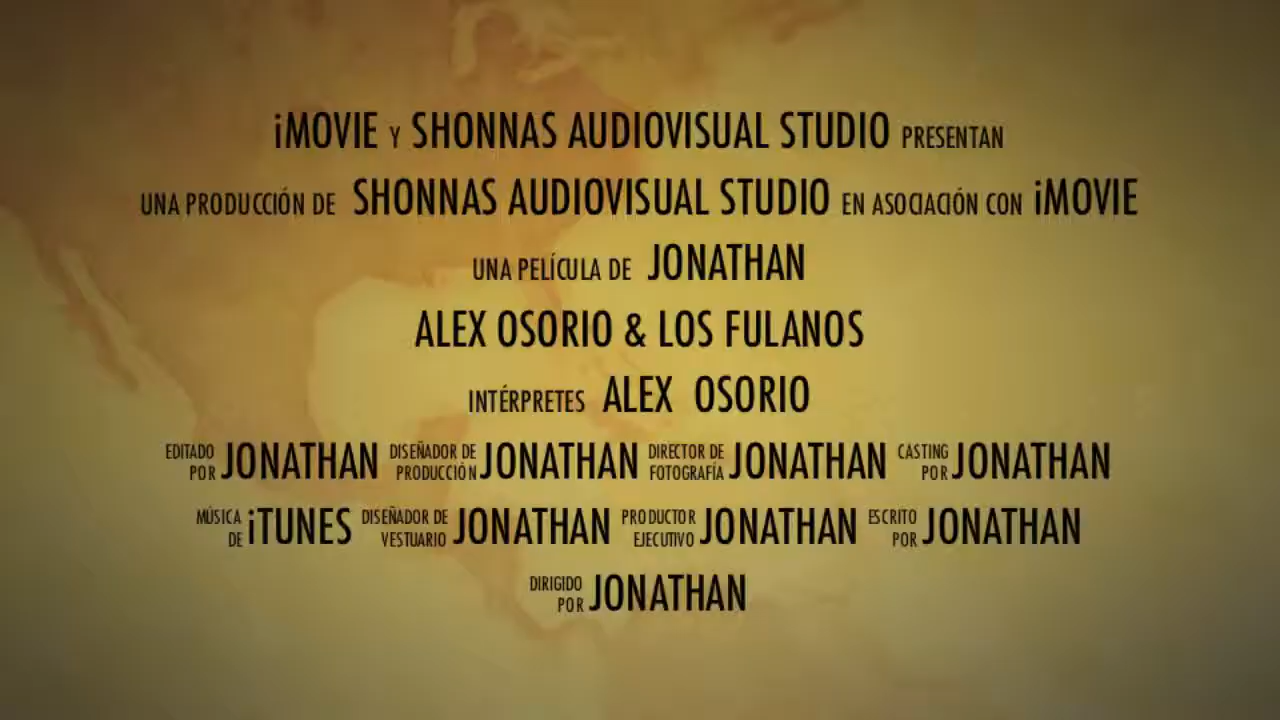 iMOVIE Y SHONNAS AUDIOVISUAL STUDIO PRESENTAN
UNA PRODUCCIÓN DE SHONNAS AUDIOVISUAL STUDIO EN ASOCIACIÓN CON iMOVIE
UNA PELÍCULA DE JONATHAN
ALEX OSORIO & LOS FULANOS
INTÉRPRETES ALEX OSORIO
EDITADO POR JONATHAN DISEÑADOR DE PRODUCCIÓN JONATHAN DIRECTOR DE FOTOGRAFÍA JONATHAN CASTING POR JONATHAN
MÚSICA DE iTUNES DISEÑADOR DE VESTUARIO JONATHAN PRODUCTOR EJECUTIVO JONATHAN ESCRITO POR JONATHAN
DIRIGIDO POR JONATHAN